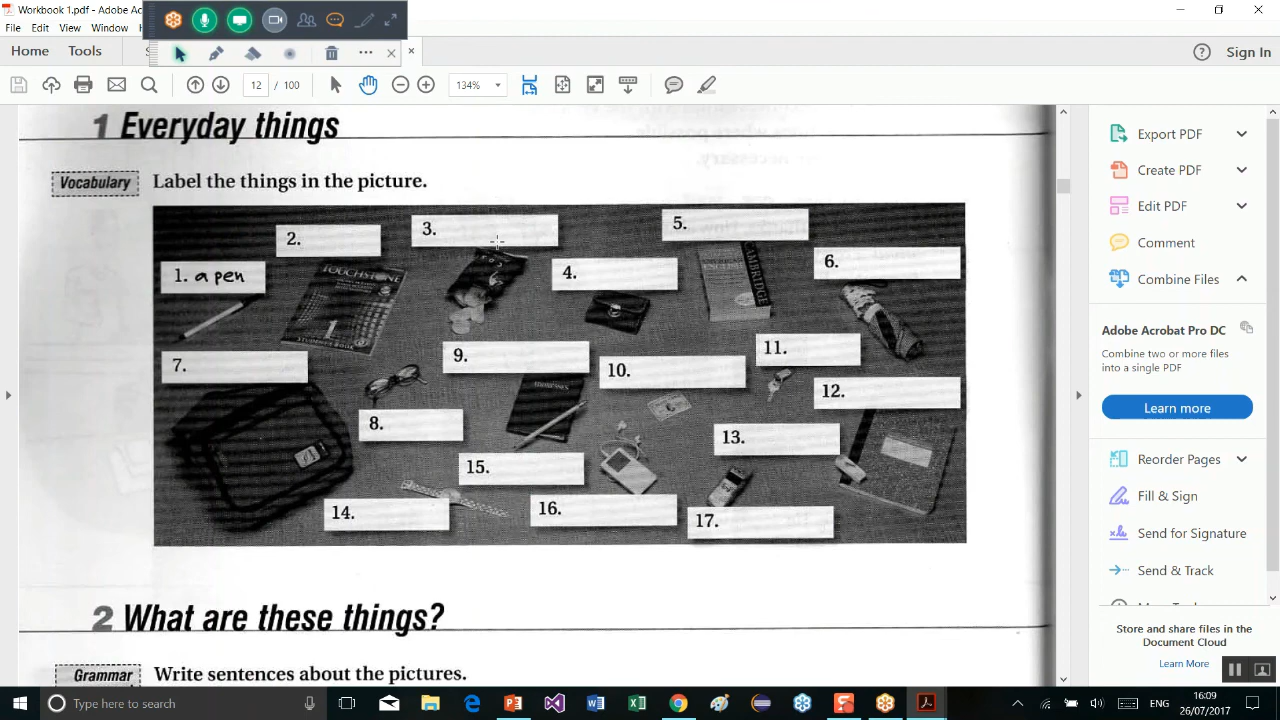 Workbook 1.pdf - Adobe Ac
File Edit View Window
Home Tools
Sign In
12 / 100
134%
1 Everyday things
Vocabulary Label the things in the picture.
1. a pen
2.
3.
4.
5.
6.
7.
8.
9.
10.
11.
12.
13.
14.
15.
16.
17.
TOUCHSTONE
1
STUDENT'S BOOK
ENGLISH
CAMBRIDGE
ADDRESSES
2 What are these things?
Grammar Write sentences about the pictures.
Export PDF
Create PDF
Edit PDF
Comment
Combine Files
Adobe Acrobat Pro DC
Combine two or more files
into a single PDF
Learn more
Reorder Pages
Fill & Sign
Send for Signature
Send & Track
Store and share files in the
Document Cloud
Learn More
Type here to search
ENG
16:09
26/07/2017